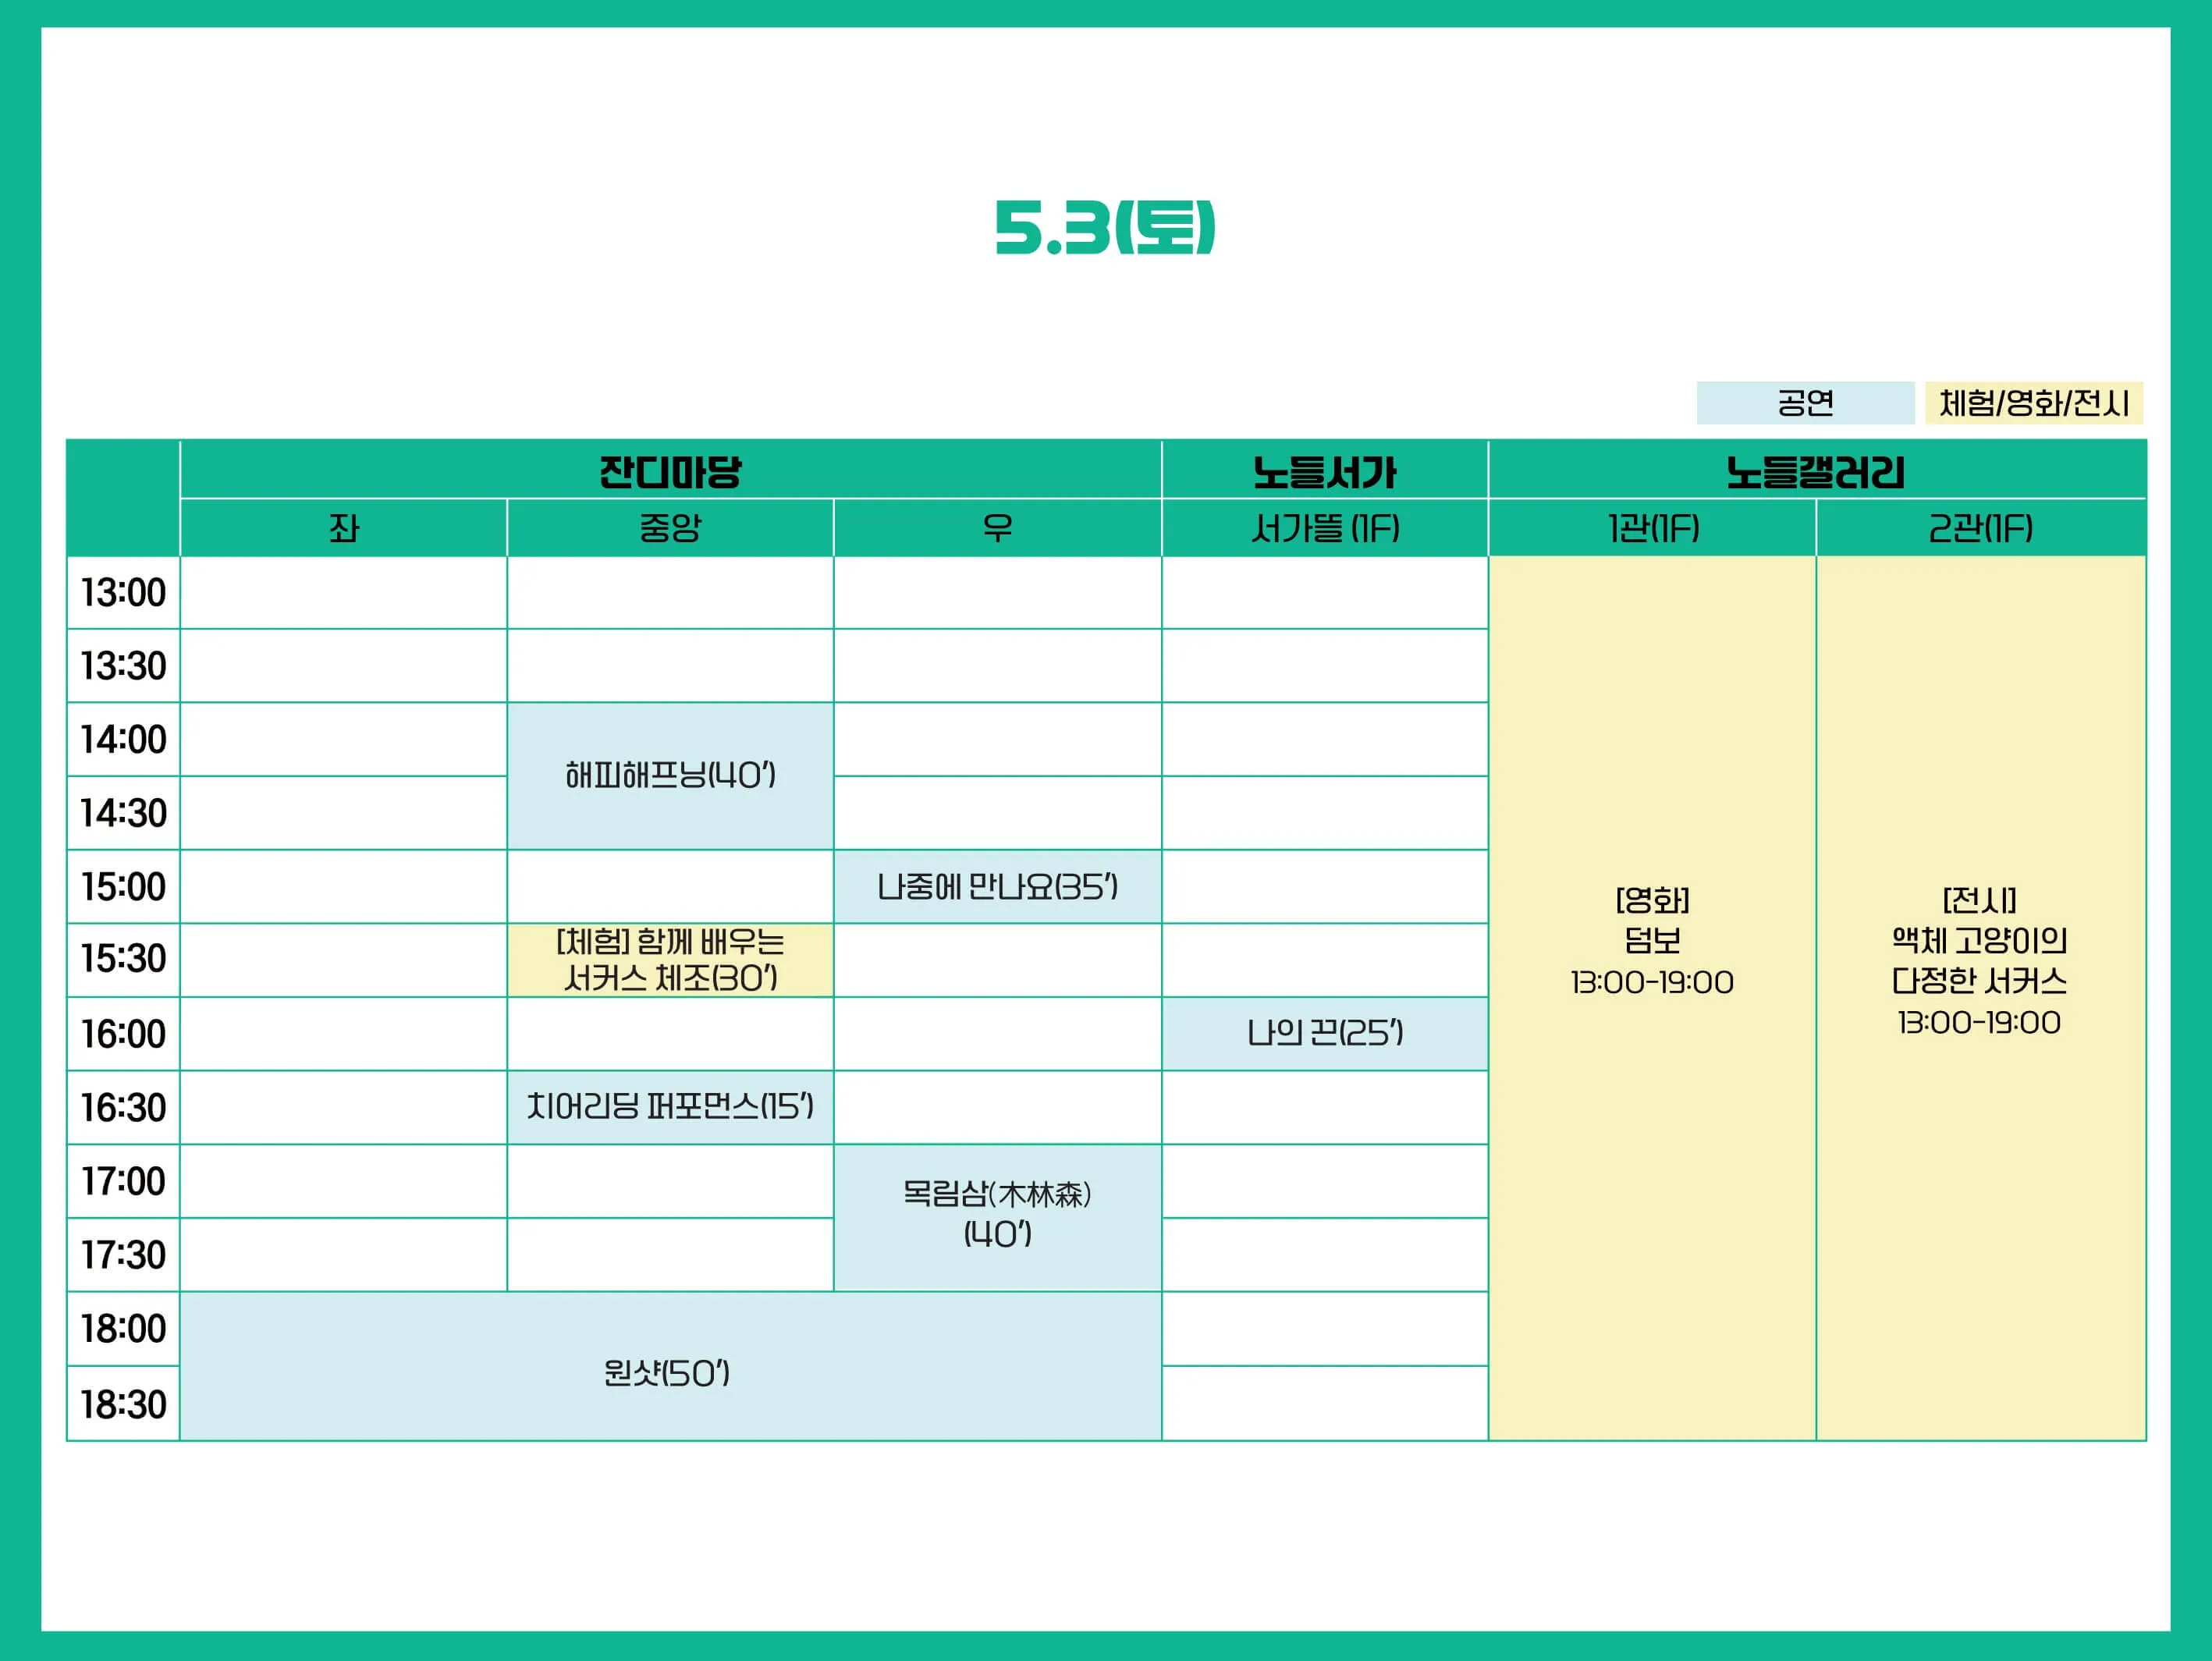 5.3(토)
공연 체험/영화/전시
잔디마당 노들서가 노들갤러리
좌 중앙 우 서가뜰 (1F) 1관(1F) 2관(1F)
13:00
13:30
14:00
해피해프닝(40')
14:30
15:00 나중에 만나요(35')
[영화]
덤보
13:00-19:00
[전시]
액체 고양이의
다정한 서커스
13:00-19:00
15:30
[체험] 함께 배우는
서커스 체조(30')
16:00 나의 끈(25')
16:30 치어리딩 퍼포먼스(15')
17:00
목림삼(木林森)
(40')
17:30
18:00
원샷(50')
18:30